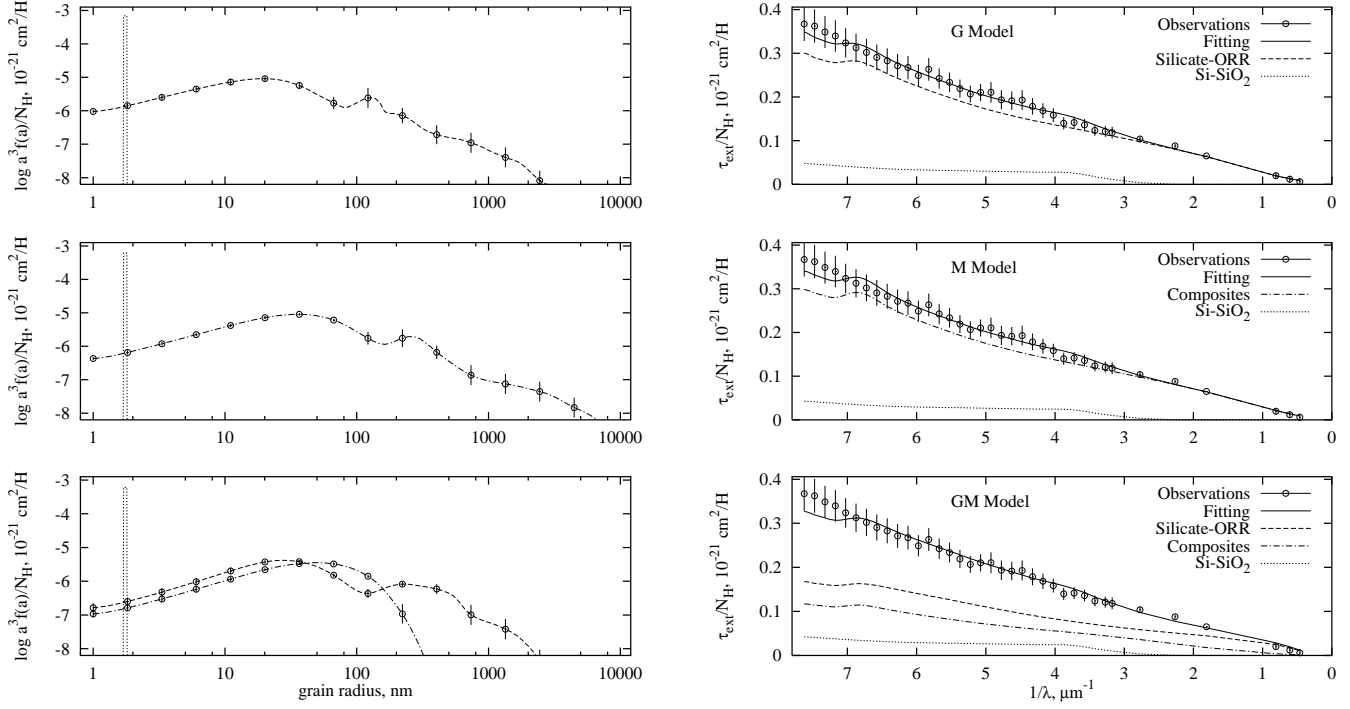 log a³f(a)/N_H, 10⁻²¹ cm²/H
-3
-4
-5
-6
-7
-8
1 10 100 1000 10000
τ_ext/N_H, 10⁻²¹ cm²/H
0.4
0.3
0.2
0.1
0
7 6 5 4 3 2 1 0
G Model
Observations
Fitting
Silicate-ORR
Si-SiO₂
log a³f(a)/N_H, 10⁻²¹ cm²/H
-3
-4
-5
-6
-7
-8
1 10 100 1000 10000
τ_ext/N_H, 10⁻²¹ cm²/H
0.4
0.3
0.2
0.1
0
7 6 5 4 3 2 1 0
M Model
Observations
Fitting
Composites
Si-SiO₂
log a³f(a)/N_H, 10⁻²¹ cm²/H
-3
-4
-5
-6
-7
-8
1 10 100 1000 10000
grain radius, nm
τ_ext/N_H, 10⁻²¹ cm²/H
0.4
0.3
0.2
0.1
0
7 6 5 4 3 2 1 0
1/λ, μm⁻¹
GM Model
Observations
Fitting
Silicate-ORR
Composites
Si-SiO₂